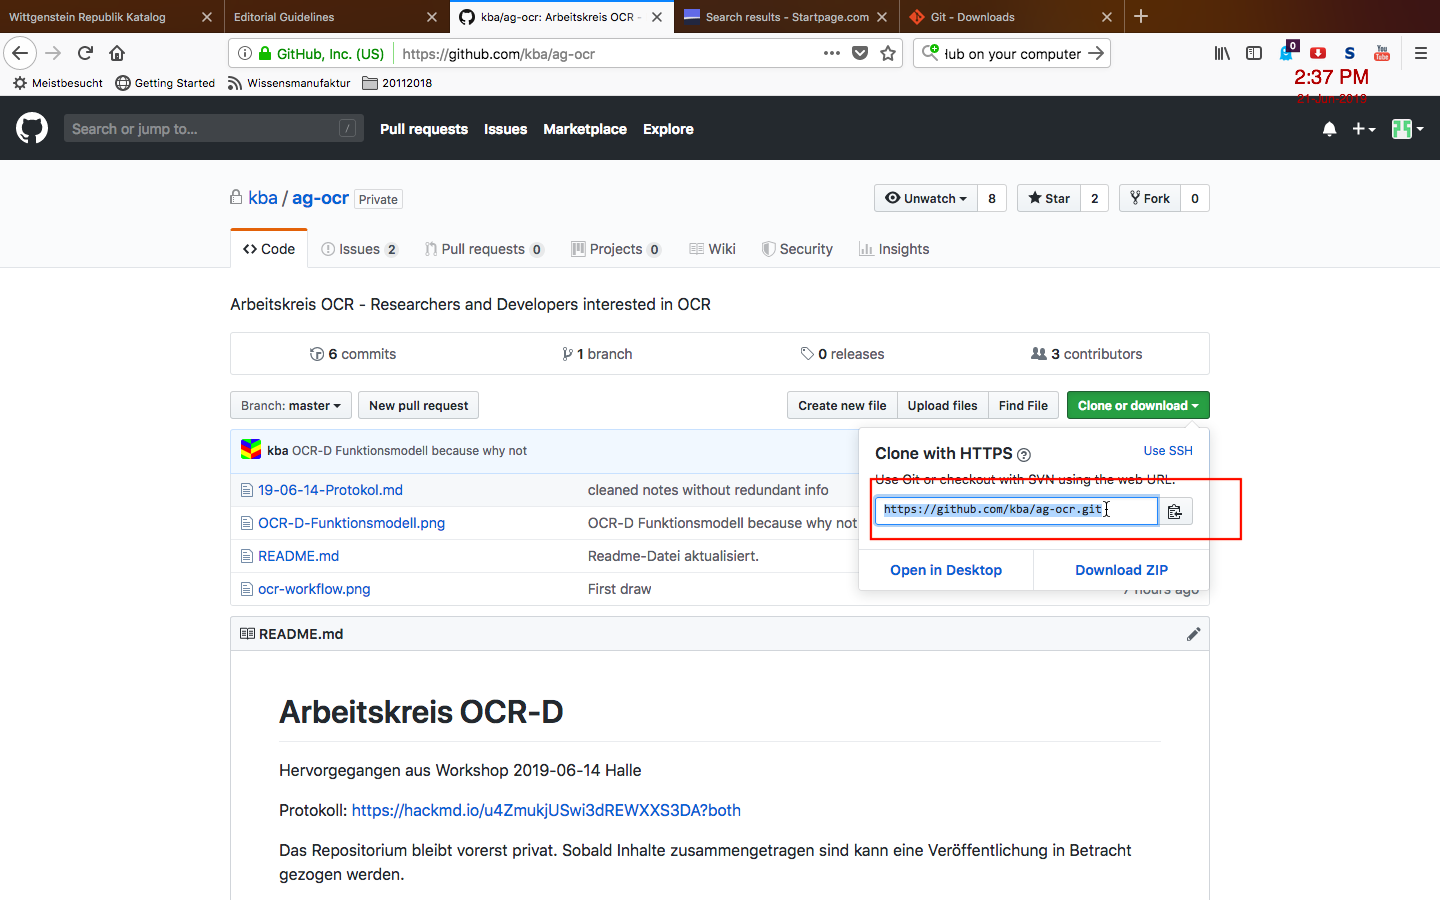 Wittgenstein Republik Katalog
Editorial Guidelines
kba/ag-ocr: Arbeitskreis OCR -
Search results - Startpage.com
Git - Downloads
GitHub, Inc. (US)
https://github.com/kba/ag-ocr
Hub on your computer
0
S
You Tube
Meistbesucht
Getting Started
Wissensmanufaktur
20112018
2:37 PM
21-Jun-2019
Search or jump to...
/
Pull requests
Issues
Marketplace
Explore
kba / ag-ocr Private
Unwatch 8
Star 2
Fork 0
Code
Issues 2
Pull requests 0
Projects 0
Wiki
Security
Insights
Arbeitskreis OCR - Researchers and Developers interested in OCR
6 commits
1 branch
0 releases
3 contributors
Branch: master
New pull request
Create new file
Upload files
Find File
Clone or download
kba OCR-D Funktionsmodell because why not
Clone with HTTPS
Use SSH
Use Git or checkout with SVN using the web URL.
https://github.com/kba/ag-ocr.git
Open in Desktop
Download ZIP
19-06-14-Protokol.md
cleaned notes without redundant info
OCR-D-Funktionsmodell.png
OCR-D Funktionsmodell because why not
README.md
Readme-Datei aktualisiert.
ocr-workflow.png
First draw
7 hours ago
README.md
Arbeitskreis OCR-D
Hervorgegangen aus Workshop 2019-06-14 Halle
Protokoll: https://hackmd.io/u4ZmukjUSwi3dREWXXS3DA?both
Das Repositorium bleibt vorerst privat. Sobald Inhalte zusammengetragen sind kann eine Veröffentlichung in Betracht
gezogen werden.